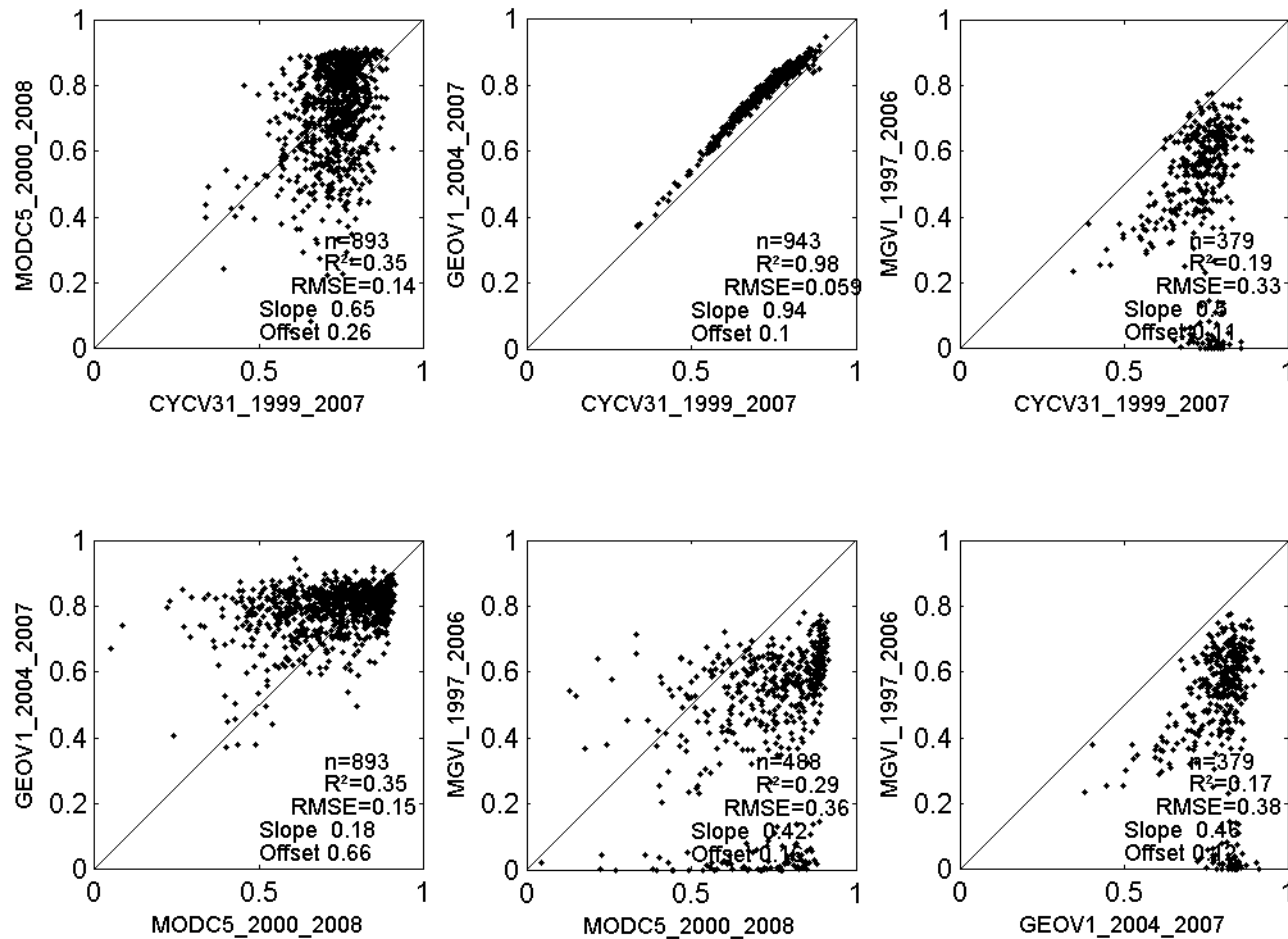 1
0.8
0.6
0.4
0.2
0
0
0.5
1
MODC5_2000_2008
CYCV31_1999_2007
n=893
R²=0.35
RMSE=0.14
Slope 0.65
Offset 0.26
1
0.8
0.6
0.4
0.2
0
0
0.5
1
GEOV1_2004_2007
CYCV31_1999_2007
n=943
R²=0.98
RMSE=0.059
Slope 0.94
Offset 0.1
1
0.8
0.6
0.4
0.2
0
0
0.5
1
MGVI_1997_2006
CYCV31_1999_2007
n=379
R²=0.19
RMSE=0.33
Slope 0.5
Offset 0.11
1
0.8
0.6
0.4
0.2
0
0
0.5
1
GEOV1_2004_2007
MODC5_2000_2008
n=893
R²=0.35
RMSE=0.15
Slope 0.18
Offset 0.66
1
0.8
0.6
0.4
0.2
0
0
0.5
1
MGVI_1997_2006
MODC5_2000_2008
n=488
R²=0.29
RMSE=0.36
Slope 0.42
Offset
1
0.8
0.6
0.4
0.2
0
0
0.5
1
MGVI_1997_2006
GEOV1_2004_2007
n=379
R²=0.17
RMSE=0.38
Slope 0.46
Offset